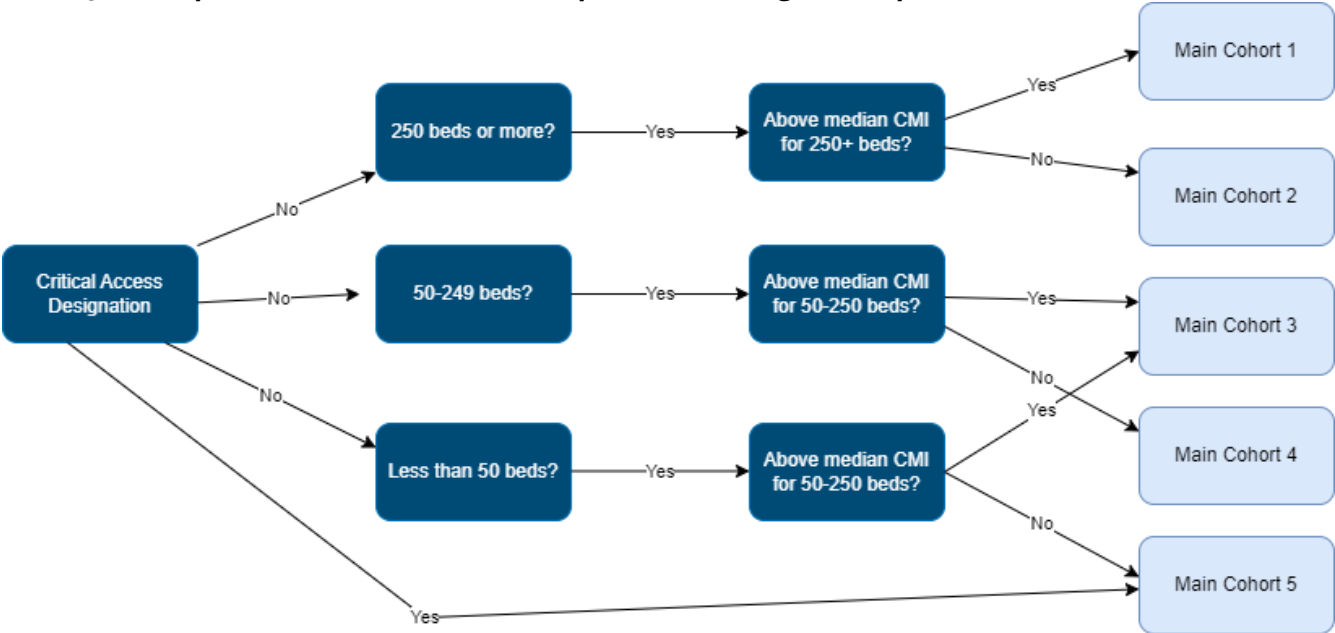 Main Cohort 1
Yes
250 beds or more?
Yes
Above median CMI
for 250+ beds?
No
Main Cohort 2
No
Critical Access
Designation
No
50-249 beds?
Yes
Above median CMI
for 50-250 beds?
Yes
Main Cohort 3
No
No
Yes
Less than 50 beds?
Yes
Above median CMI
for 50-250 beds?
Main Cohort 4
No
Main Cohort 5
Yes